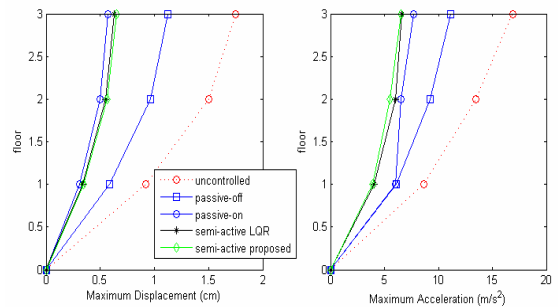 3
2.5
2
1.5
1
0.5
0
floor
0
0.5
1
1.5
2
Maximum Displacement (cm)
uncontrolled
passive-off
passive-on
semi-active LQR
semi-active proposed
3
2.5
2
1.5
1
0.5
0
floor
0
5
10
15
20
Maximum Acceleration (m/s²)